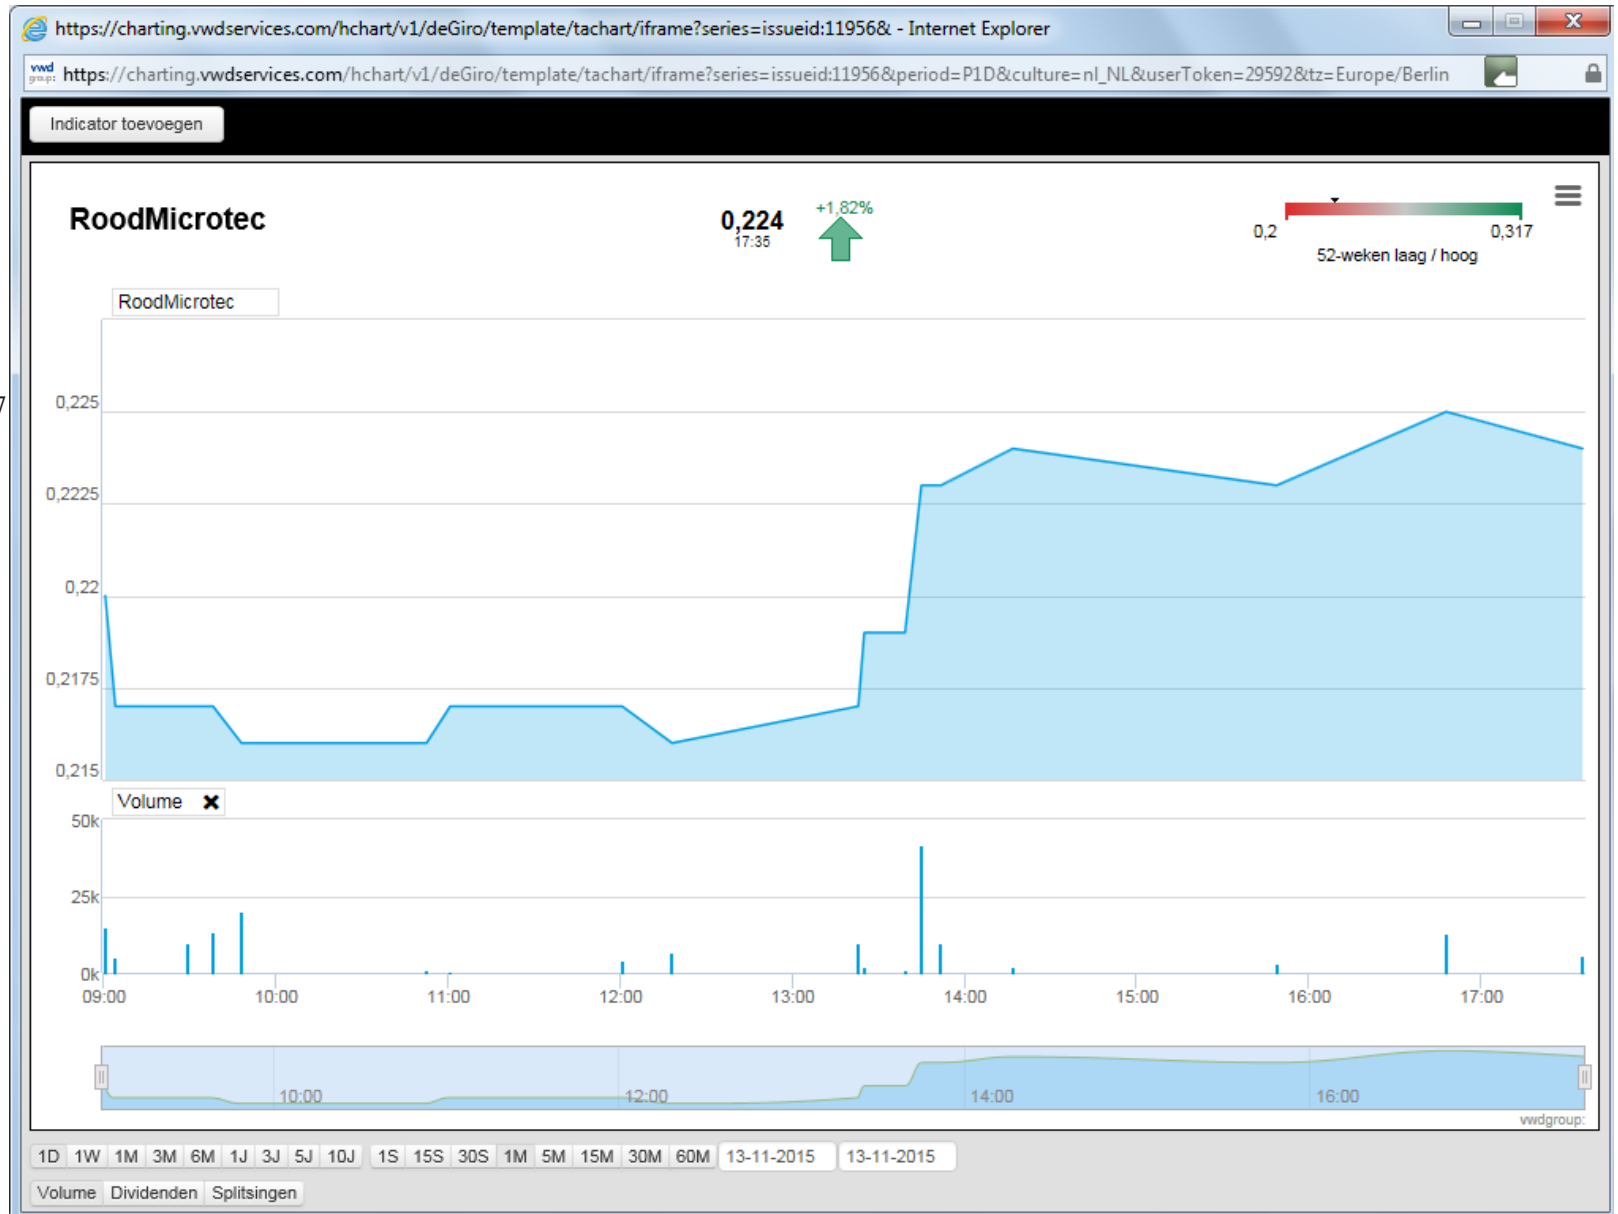 https://charting.vwdservices.com/hchart/v1/deGiro/template/tachart/iframe?series=issueid:11956& - Internet Explorer
vwd group: https://charting.vwdservices.com/hchart/v1/deGiro/template/tachart/iframe?series=issueid:11956&period=P1D&culture=nl_NL&userToken=29592&tz=Europe/Berlin
Indicator toevoegen
RoodMicrotec
0,224
17:35
+1,82%
0,2 0,317
52-weken laag / hoog
RoodMicrotec
7
0,225
0,2225
0,22
0,2175
0,215
Volume
50k
25k
0k
09:00 10:00 11:00 12:00 13:00 14:00 15:00 16:00 17:00
10:00 12:00 14:00 16:00
vwdgroup:
1D 1W 1M 3M 6M 1J 3J 5J 10J 1S 15S 30S 1M 5M 15M 30M 60M 13-11-2015 13-11-2015
Volume Dividenden Splitsingen